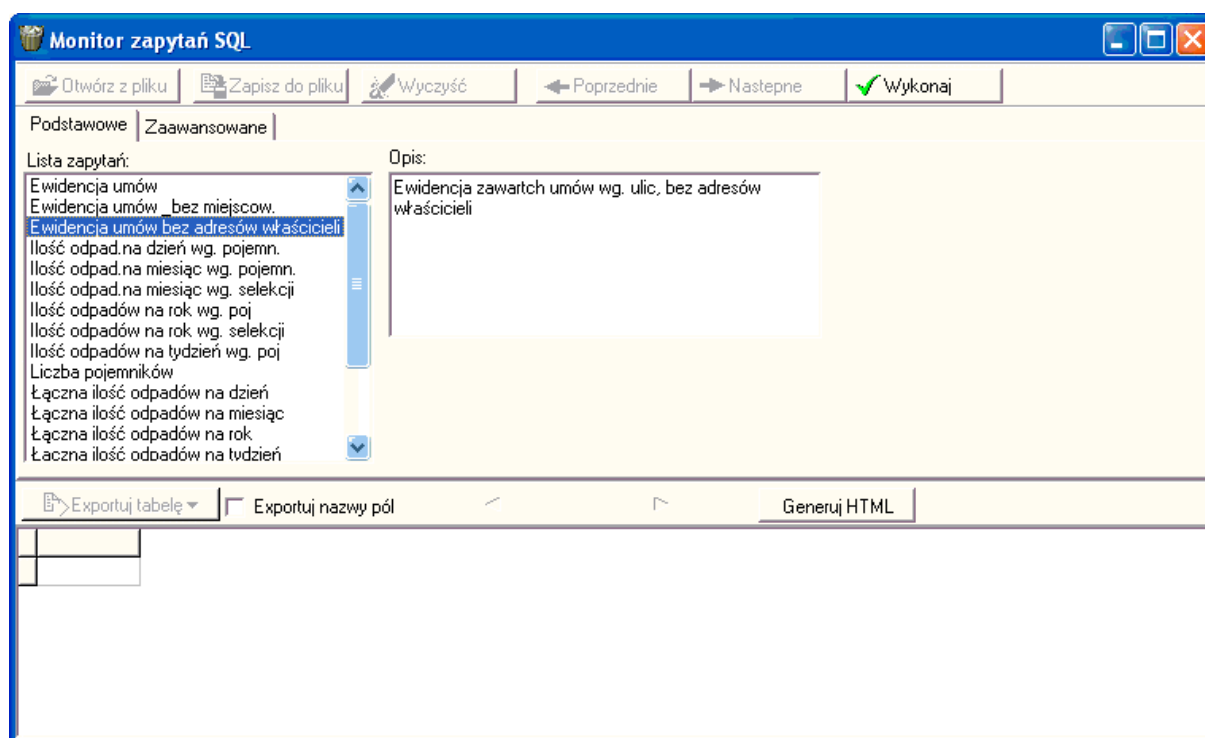 Monitor zapytań SQL
Otwórz z pliku Zapisz do pliku Wyczyść Poprzednie Nastepne Wykonaj
Podstawowe Zaawansowane
Lista zapytań:
Ewidencja umów
Ewidencja umów _bez miejscow.
Ewidencja umów bez adresów właścicieli
Ilość odpad.na dzień wg. pojemn.
Ilość odpad.na miesiąc wg. pojemn.
Ilość odpad.na miesiąc wg. selekcji
Ilość odpadów na rok wg. poj
Ilość odpadów na rok wg. selekcji
Ilość odpadów na tydzień wg. poj
Liczba pojemników
Łączna ilość odpadów na dzień
Łączna ilość odpadów na miesiąc
Łączna ilość odpadów na rok
Łączna ilość odpadów na tydzień
Opis:
Ewidencja zawartch umów wg. ulic, bez adresów
właścicieli
Exportuj tabelę Exportuj nazwy pól Generuj HTML